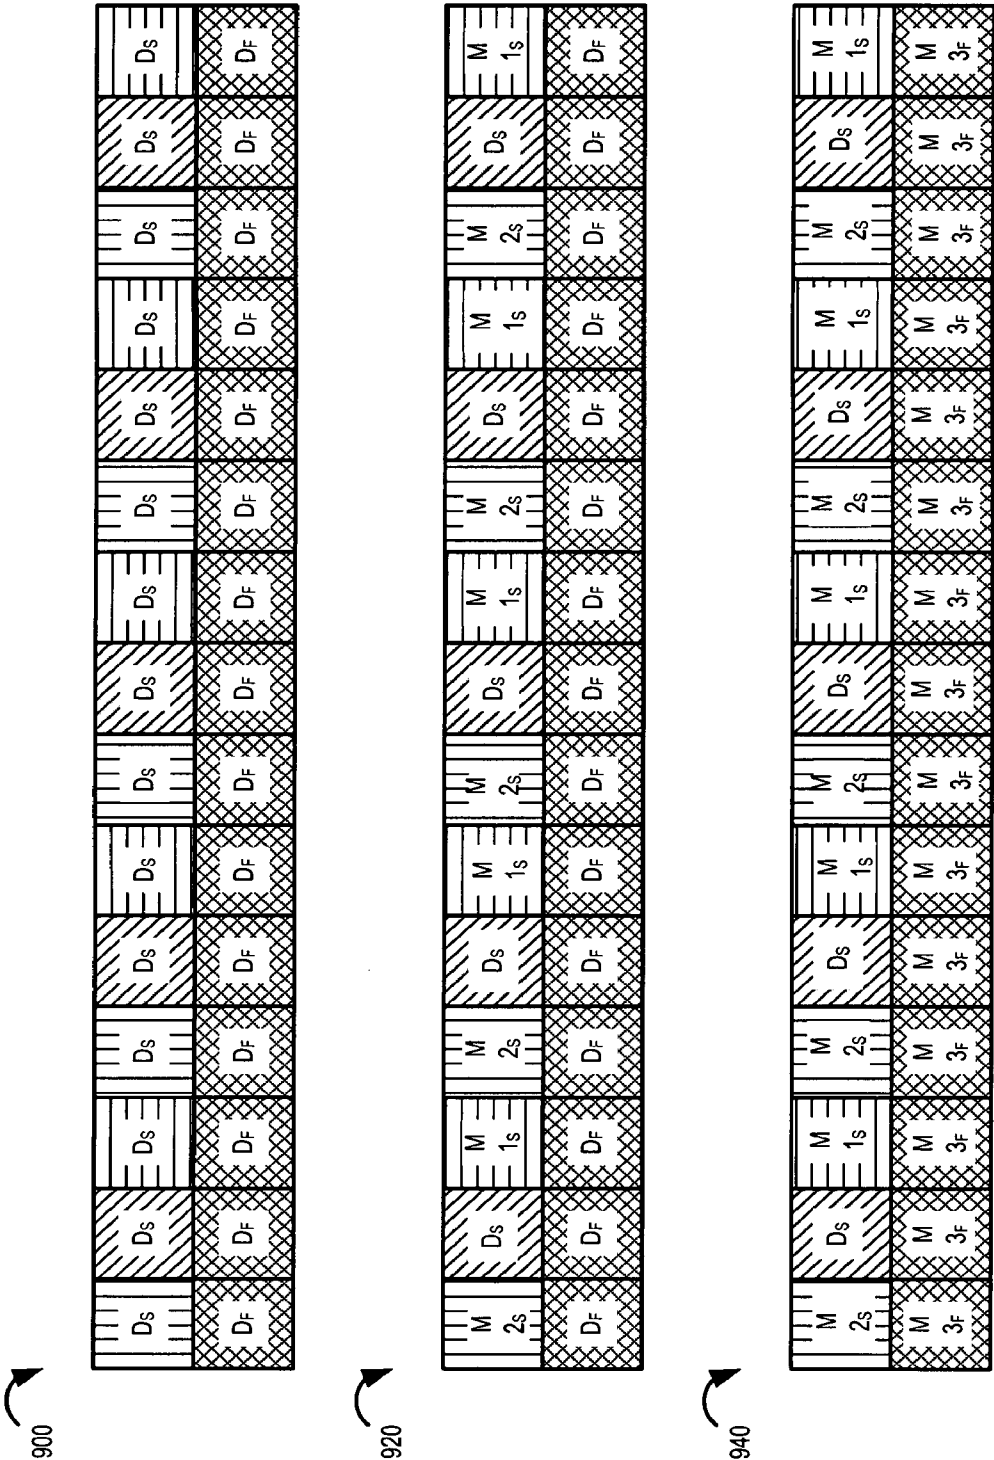 900
DS DS DS DS DS DS DS DS DS DS DS DS DS DS DS
DF DF DF DF DF DF DF DF DF DF DF DF DF DF DF
920
M 2S DS M 1S M 2S DS M 1S M 2S DS M 1S M 2S DS M 1S M 2S DS M 1S
DF DF DF DF DF DF DF DF DF DF DF DF DF DF DF
940
M 2S DS M 1S M 2S DS M 1S M 2S DS M 1S M 2S DS M 1S M 2S DS M 1S
M 3F M 3F M 3F M 3F M 3F M 3F M 3F M 3F M 3F M 3F M 3F M 3F M 3F M 3F M 3F